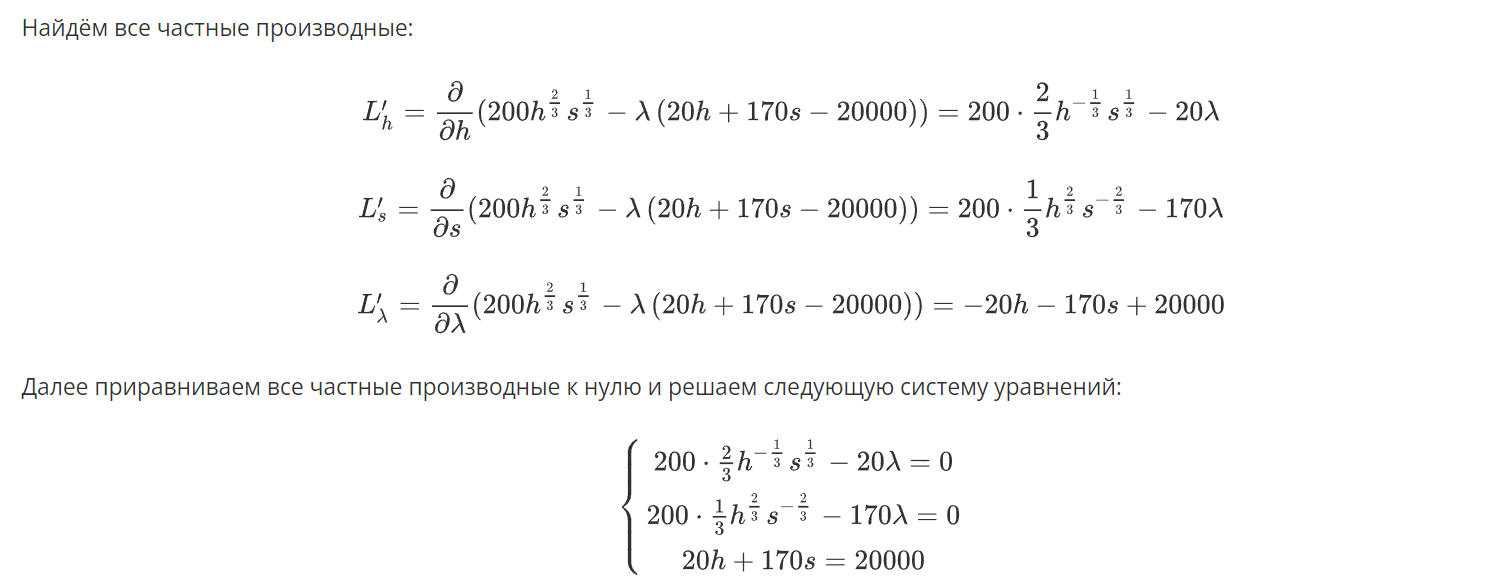 Найдём все частные производные:
$L'_h = \frac{\partial}{\partial h}(200h^{\frac{2}{3}}s^{\frac{1}{3}} - \lambda(20h + 170s - 20000)) = 200 \cdot \frac{2}{3}h^{-\frac{1}{3}}s^{\frac{1}{3}} - 20\lambda$
$L'_s = \frac{\partial}{\partial s}(200h^{\frac{2}{3}}s^{\frac{1}{3}} - \lambda(20h + 170s - 20000)) = 200 \cdot \frac{1}{3}h^{\frac{2}{3}}s^{-\frac{2}{3}} - 170\lambda$
$L'_\lambda = \frac{\partial}{\partial \lambda}(200h^{\frac{2}{3}}s^{\frac{1}{3}} - \lambda(20h + 170s - 20000)) = -20h - 170s + 20000$
Далее приравниваем все частные производные к нулю и решаем следующую систему уравнений:
$200 \cdot \frac{2}{3}h^{-\frac{1}{3}}s^{\frac{1}{3}} - 20\lambda = 0$
$200 \cdot \frac{1}{3}h^{\frac{2}{3}}s^{-\frac{2}{3}} - 170\lambda = 0$
$20h + 170s = 20000$